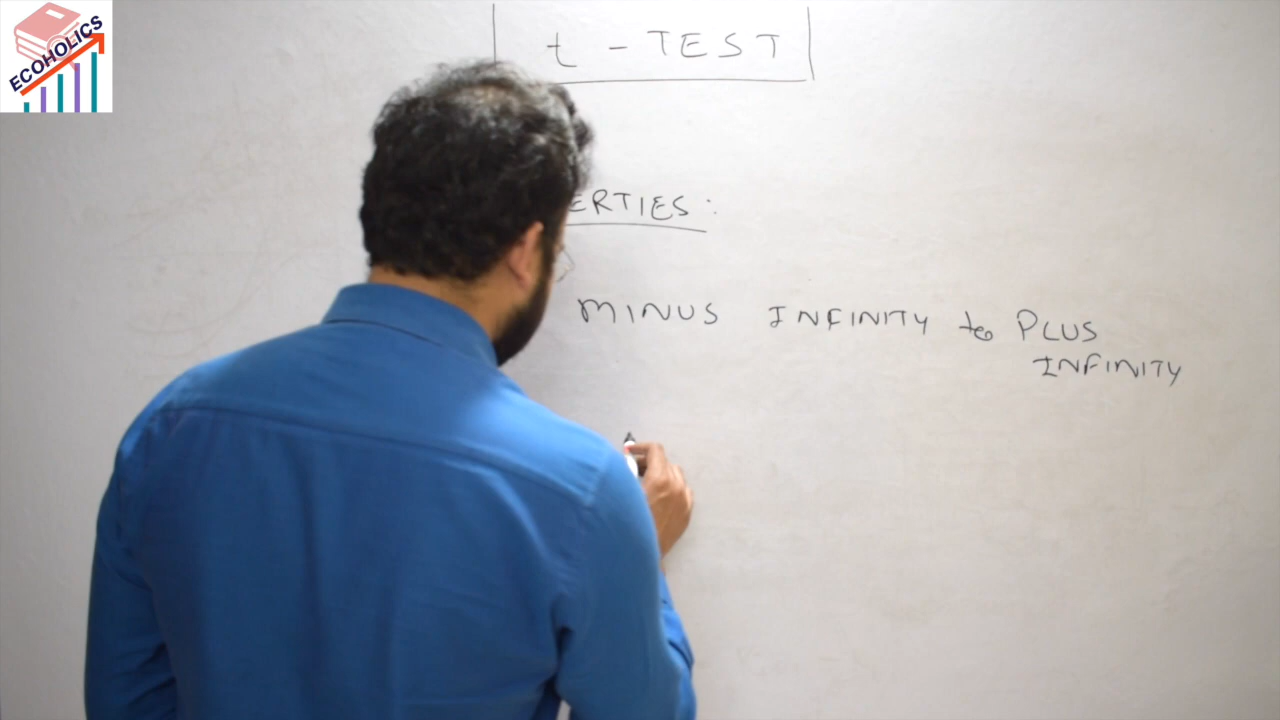 ECOHOLICS
t - TEST
ERTIES :
MINUS INFINITY to PLUS
INFINITY